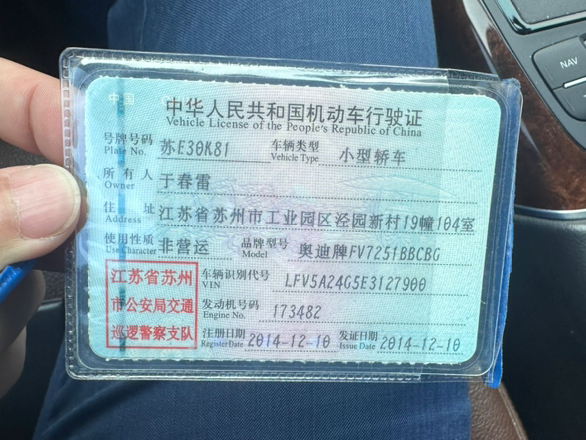 中国
中华人民共和国机动车行驶证
Vehicle License of the People's Republic of China
号牌号码 苏E30K81 车辆类型 小型轿车
Plate No. Vehicle Type
所有人 于春雷
Owner
住址 江苏省苏州市工业园区泾园新村19幢104室
Address
使用性质 非营运 品牌型号 奥迪牌FV7251BBCBG
Use Character Model
江苏省苏州
市公安局交通
巡逻警察支队
车辆识别代号 LFV5A24G5E3127900
VIN
发动机号码 173482
Engine No.
注册日期 2014-12-10 发证日期 2014-12-10
Register Date Issue Date
NAV